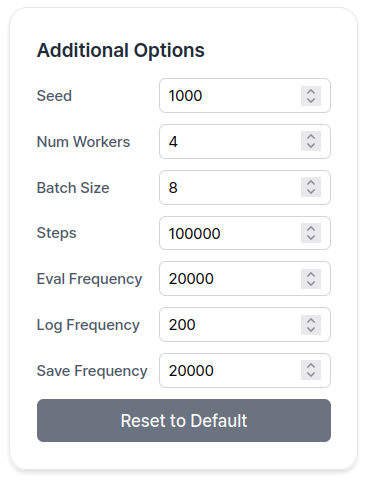 Additional Options
Seed 1000
Num Workers 4
Batch Size 8
Steps 100000
Eval Frequency 20000
Log Frequency 200
Save Frequency 20000
Reset to Default